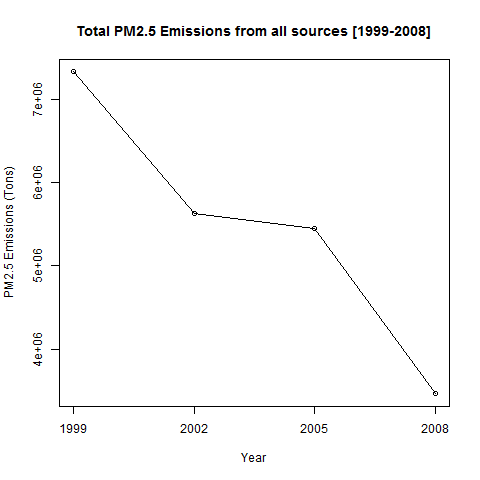 Total PM2.5 Emissions from all sources [1999-2008]
PM2.5 Emissions (Tons)
7e+06
6e+06
5e+06
4e+06
1999 2002 2005 2008
Year